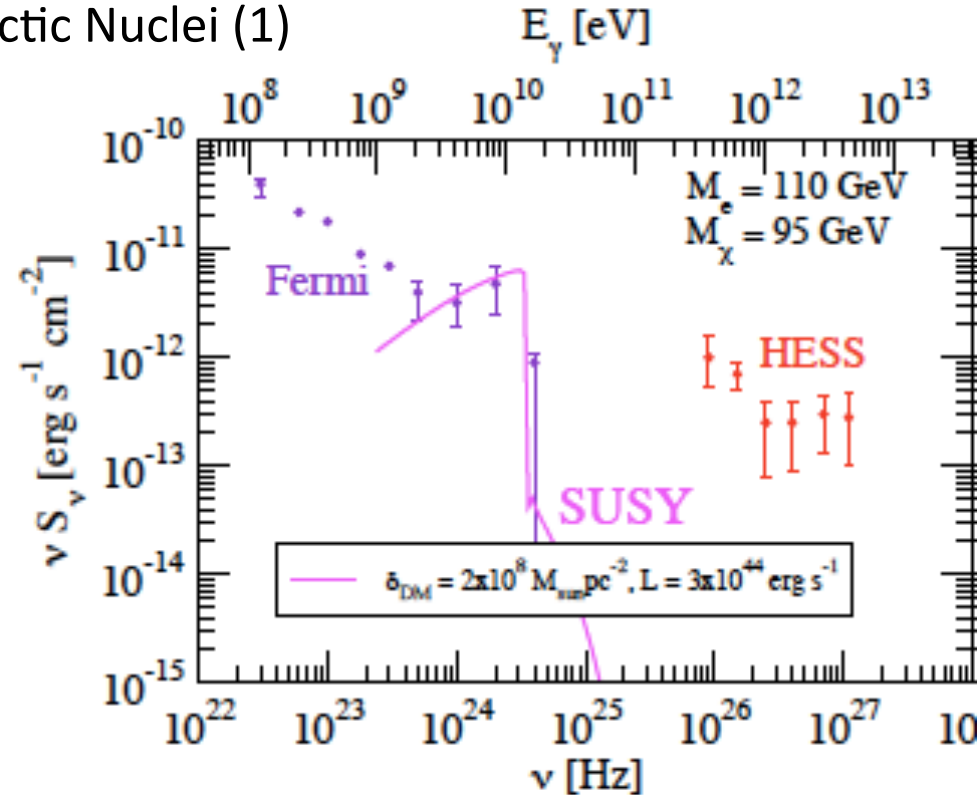 ctic Nuclei (1)
E_γ [eV]
10^8 10^9 10^10 10^11 10^12 10^13
10^-10
M_e = 110 GeV
M_χ = 95 GeV
10^-11
Fermi
10^-12
HESS
10^-13
SUSY
10^-14
δ_DM = 2x10^8 M_sun pc^-2, L = 3x10^44 erg s^-1
10^-15
ν S_ν [erg s^-1 cm^-2]
10^22 10^23 10^24 10^25 10^26 10^27 10
ν [Hz]